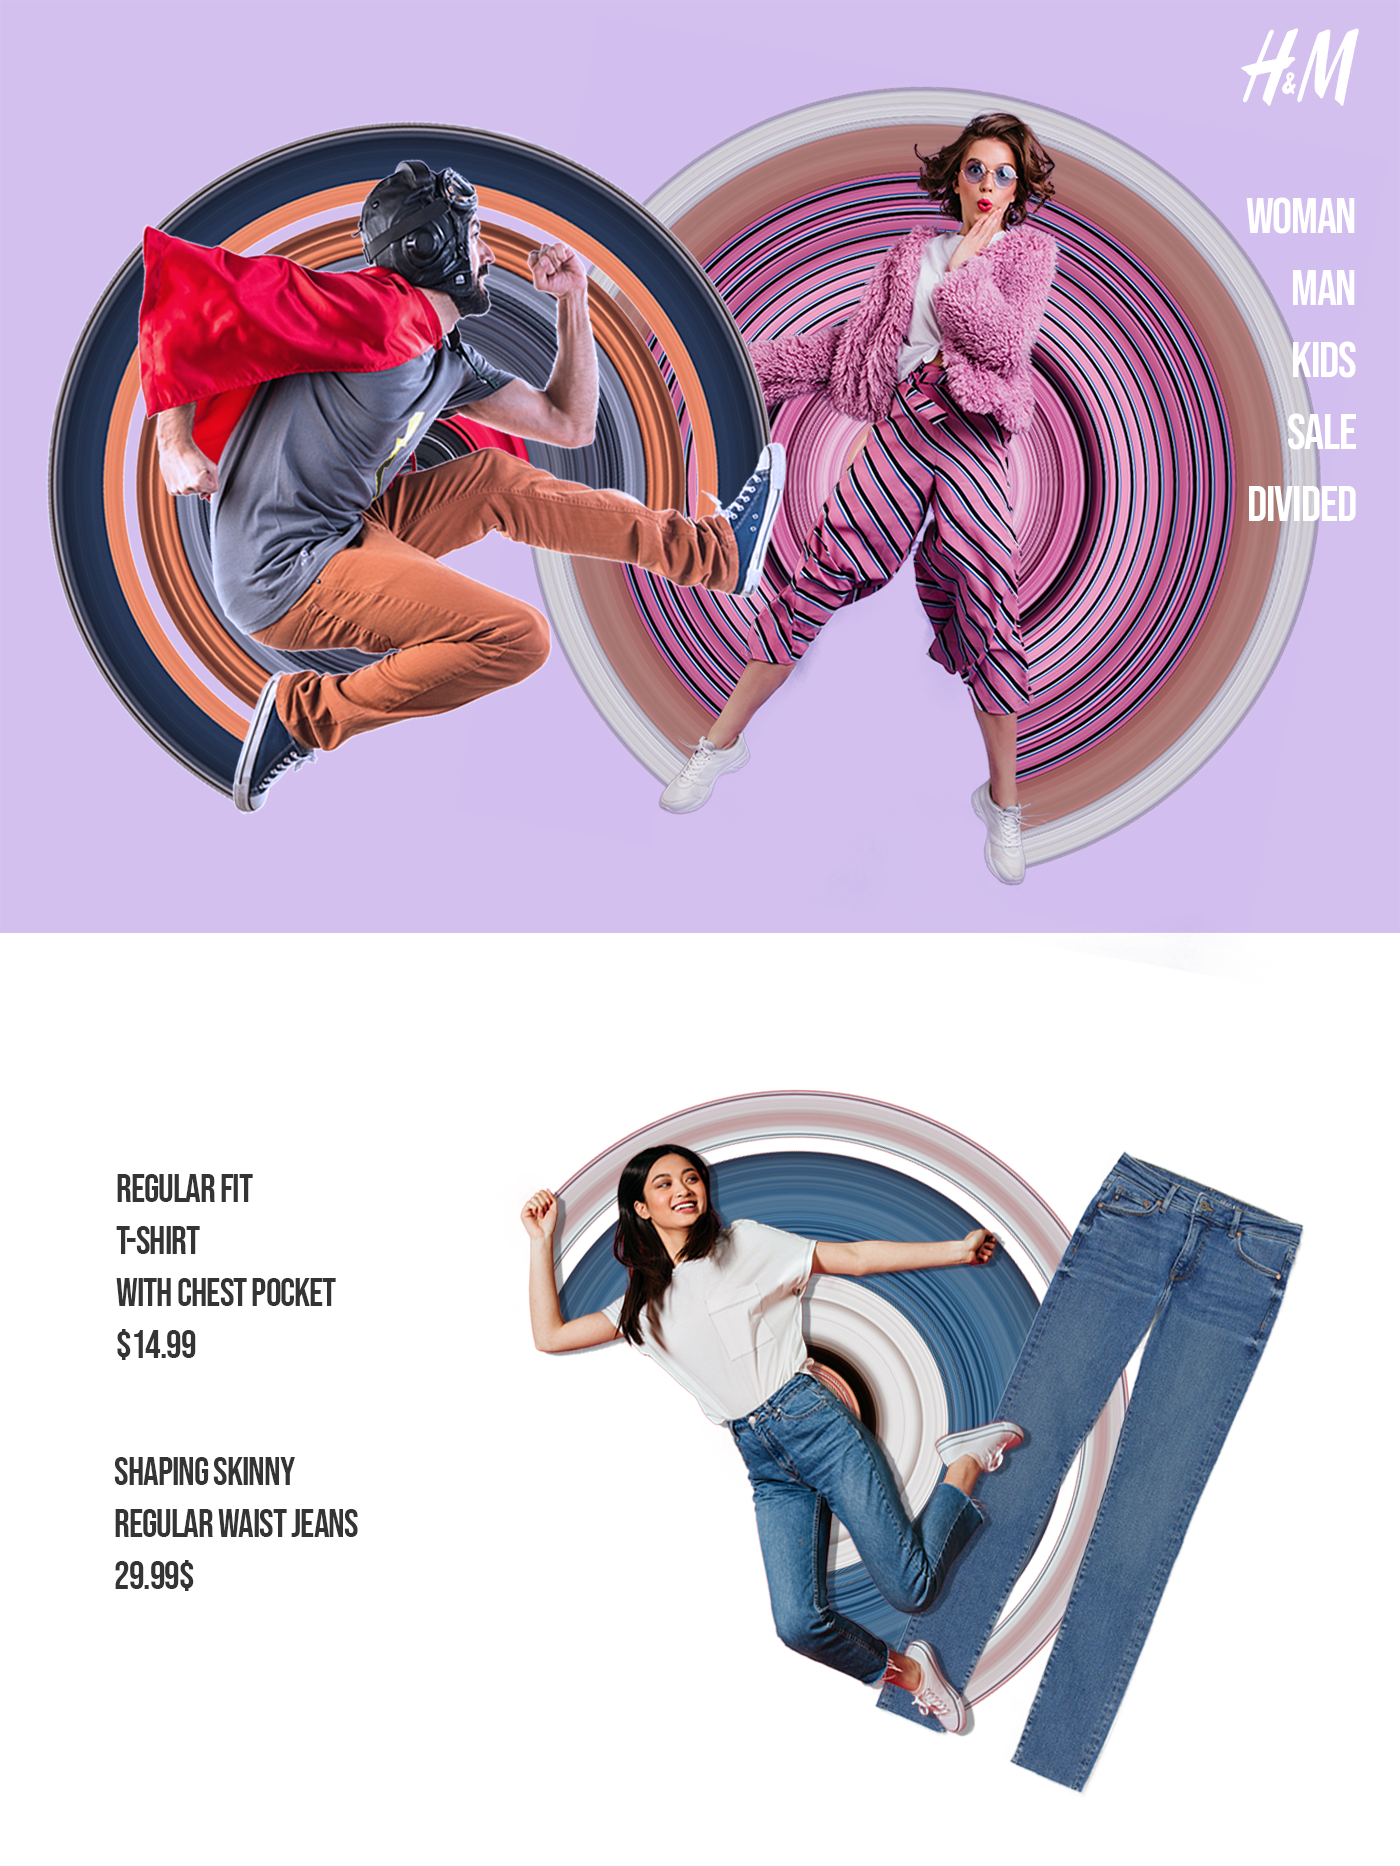 H&M
WOMAN
MAN
KIDS
SALE
DIVIDED
REGULAR FIT
T-SHIRT
WITH CHEST POCKET
$14.99
SHAPING SKINNY
REGULAR WAIST JEANS
29.99$